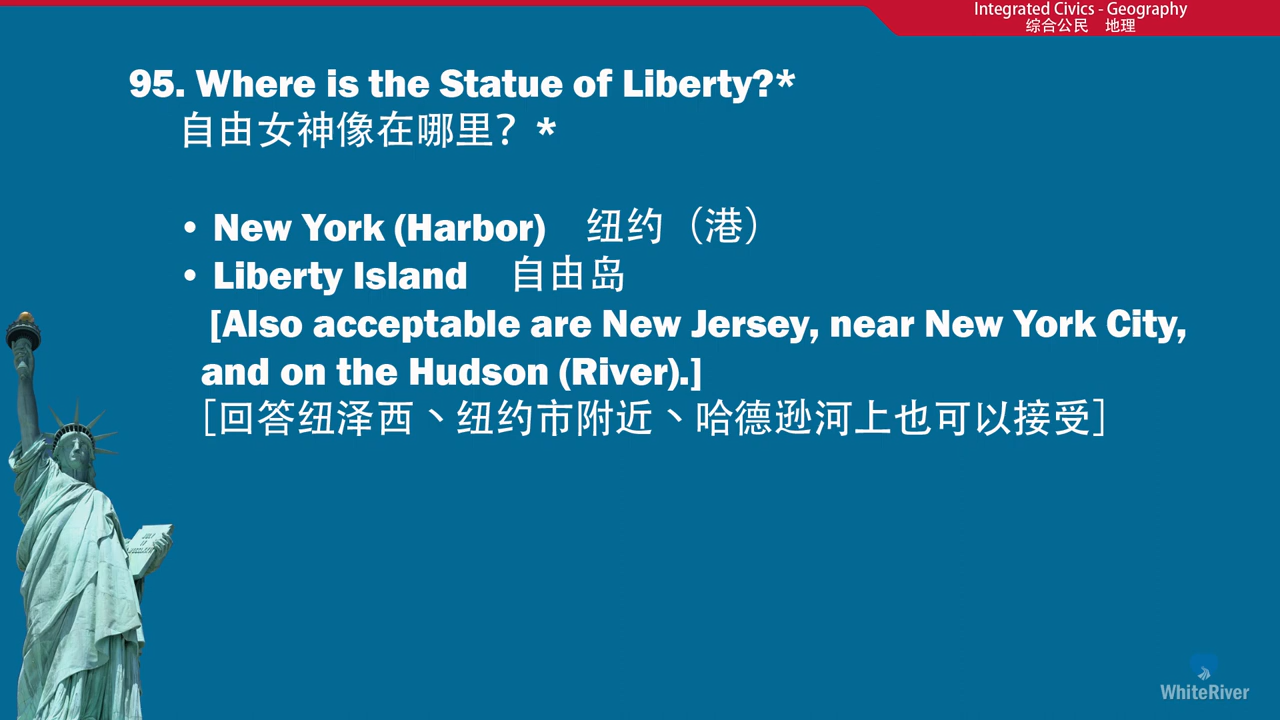 Integrated Civics - Geography
综合公民 地理
95. Where is the Statue of Liberty?*
自由女神像在哪里？*
• New York (Harbor) 纽约（港）
• Liberty Island 自由岛
[Also acceptable are New Jersey, near New York City,
and on the Hudson (River).]
[回答纽泽西、纽约市附近、哈德逊河上也可以接受]
WhiteRiver